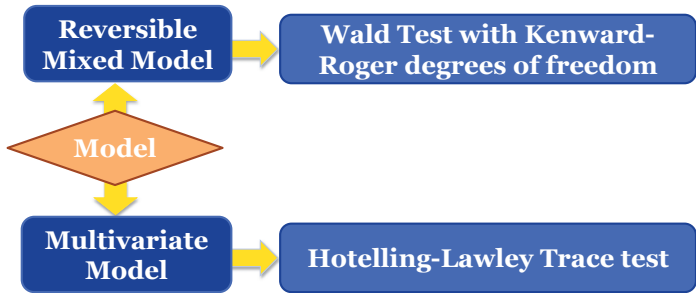 Reversible
Mixed Model
Wald Test with Kenward-
Roger degrees of freedom
Model
Multivariate
Model
Hotelling-Lawley Trace test